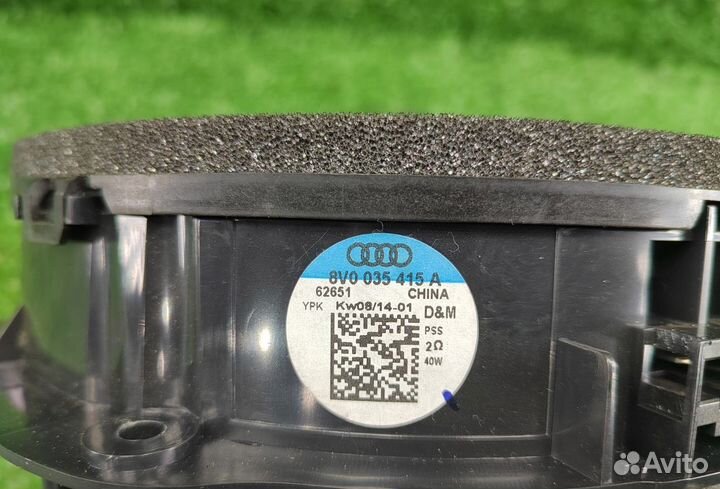 8V0 035 415 A
62651 CHINA
YPK Kw08/14-01 D&M
PSS
2Ω
40W
Avito